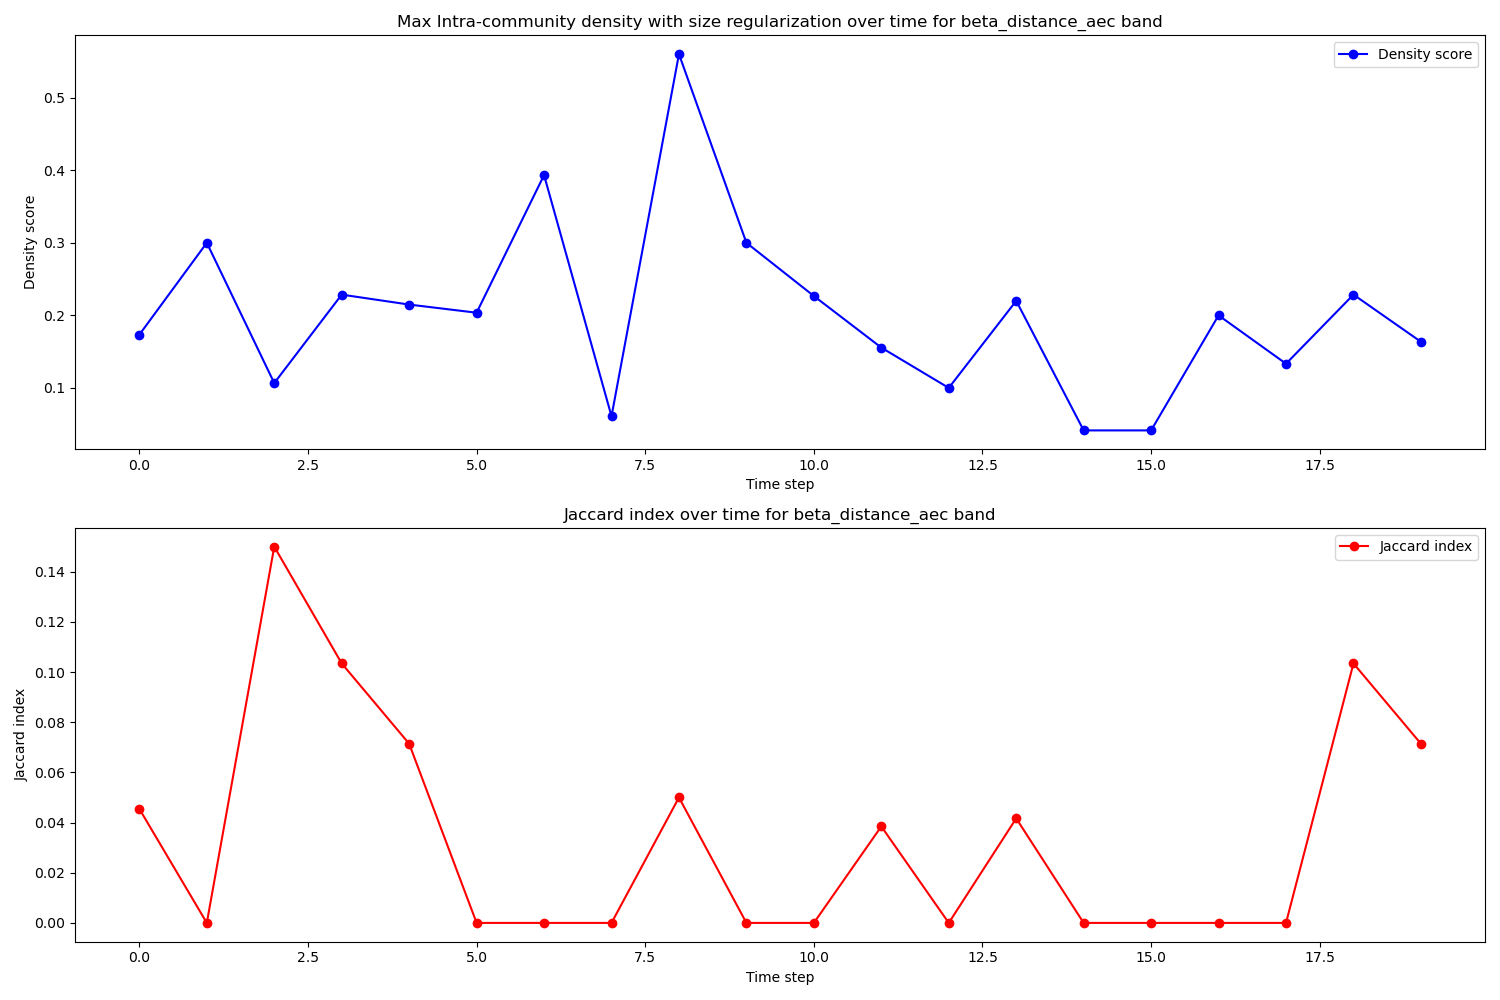 Max Intra-community density with size regularization over time for beta_distance_aec band
Density score
Density score
0.5
0.4
0.3
0.2
0.1
0.0 2.5 5.0 7.5 10.0 12.5 15.0 17.5
Time step
Jaccard index over time for beta_distance_aec band
Jaccard index
Jaccard index
0.14
0.12
0.10
0.08
0.06
0.04
0.02
0.00
0.0 2.5 5.0 7.5 10.0 12.5 15.0 17.5
Time step